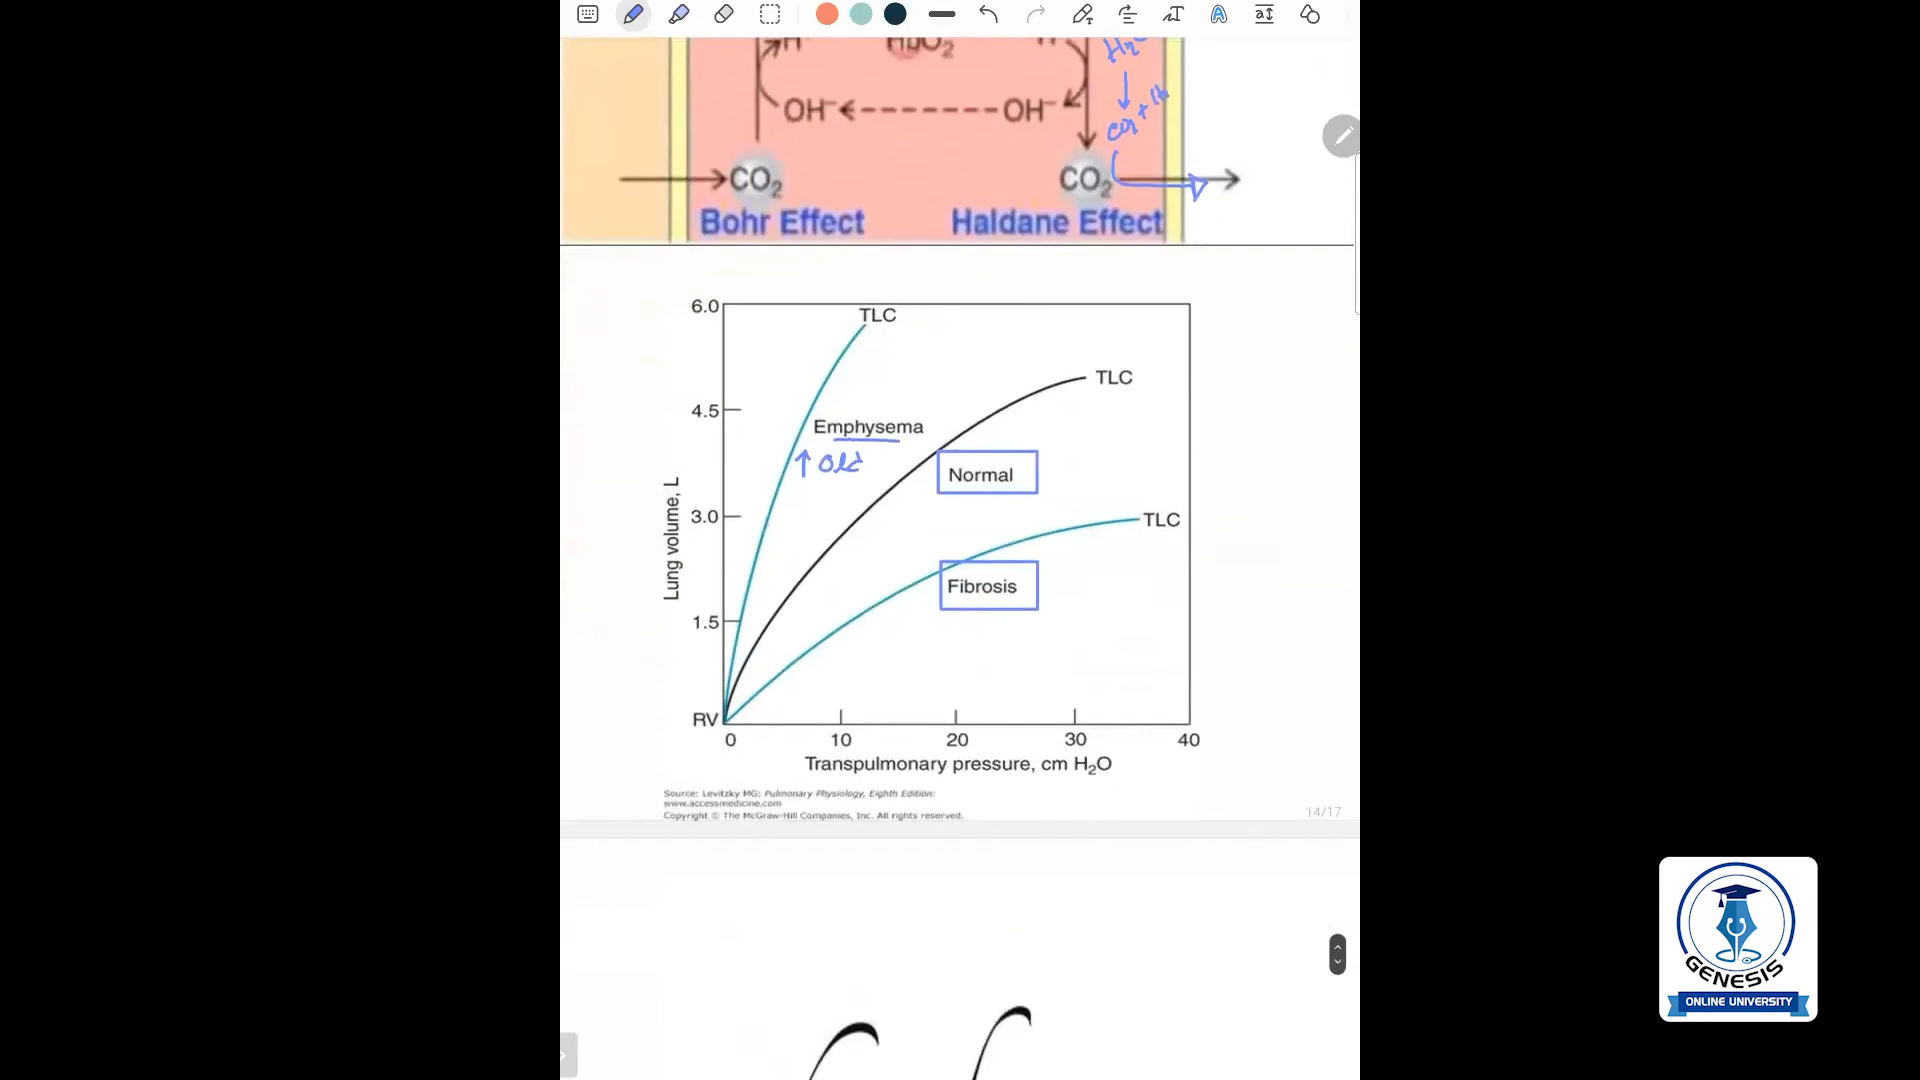 HbO2
OH- OH-
CO2 CO2
Bohr Effect Haldane Effect
6.0
TLC
TLC
4.5
Emphysema
↑ old
Normal
Lung volume, L
3.0
TLC
Fibrosis
1.5
RV
0 10 20 30 40
Transpulmonary pressure, cm H2O
Source: Levitzky MG: Pulmonary Physiology, Eighth Edition:
www.accessmedicine.com
Copyright © The McGraw-Hill Companies, Inc. All rights reserved.
14/17
GENESIS
ONLINE UNIVERSITY